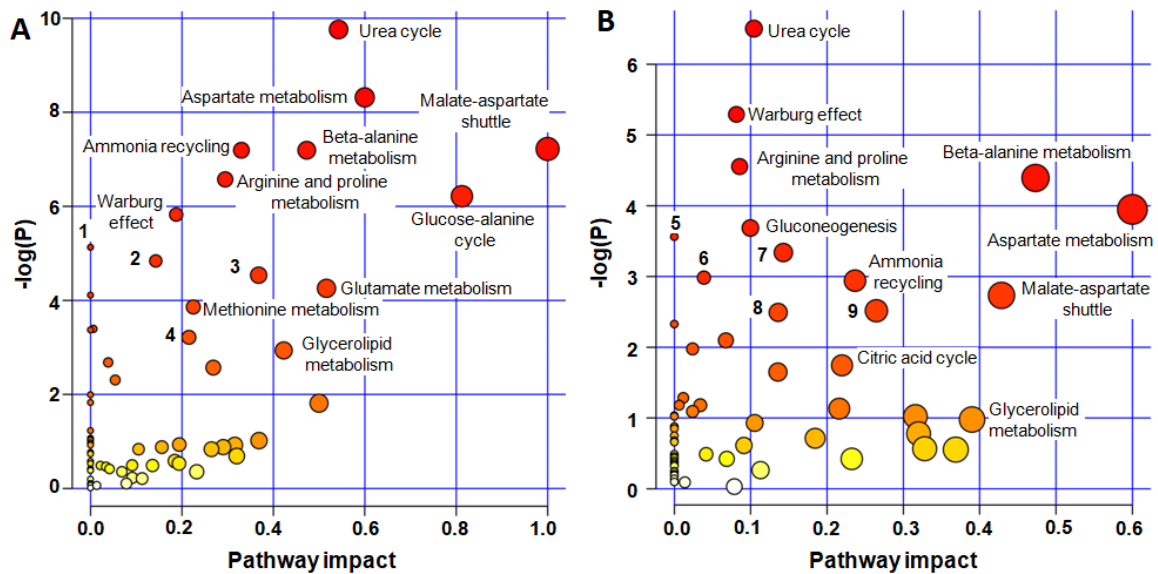 A
10
8
6
4
2
0
-log(P)
Urea cycle
Aspartate metabolism
Malate-aspartate
shuttle
Ammonia recycling
Beta-alanine
metabolism
Arginine and proline
metabolism
Warburg
effect
Glucose-alanine
cycle
1
2
3
Glutamate metabolism
Methionine metabolism
4
Glycerolipid
metabolism
0.0
0.2
0.4
0.6
0.8
1.0
Pathway impact
B
6
5
4
3
2
1
0
-log(P)
Urea cycle
Warburg effect
Arginine and proline
metabolism
Beta-alanine metabolism
5
Gluconeogenesis
Aspartate metabolism
6
7
Ammonia
recycling
Malate-aspartate
shuttle
8
9
Citric acid cycle
Glycerolipid
metabolism
0.0
0.1
0.2
0.3
0.4
0.5
0.6
Pathway impact